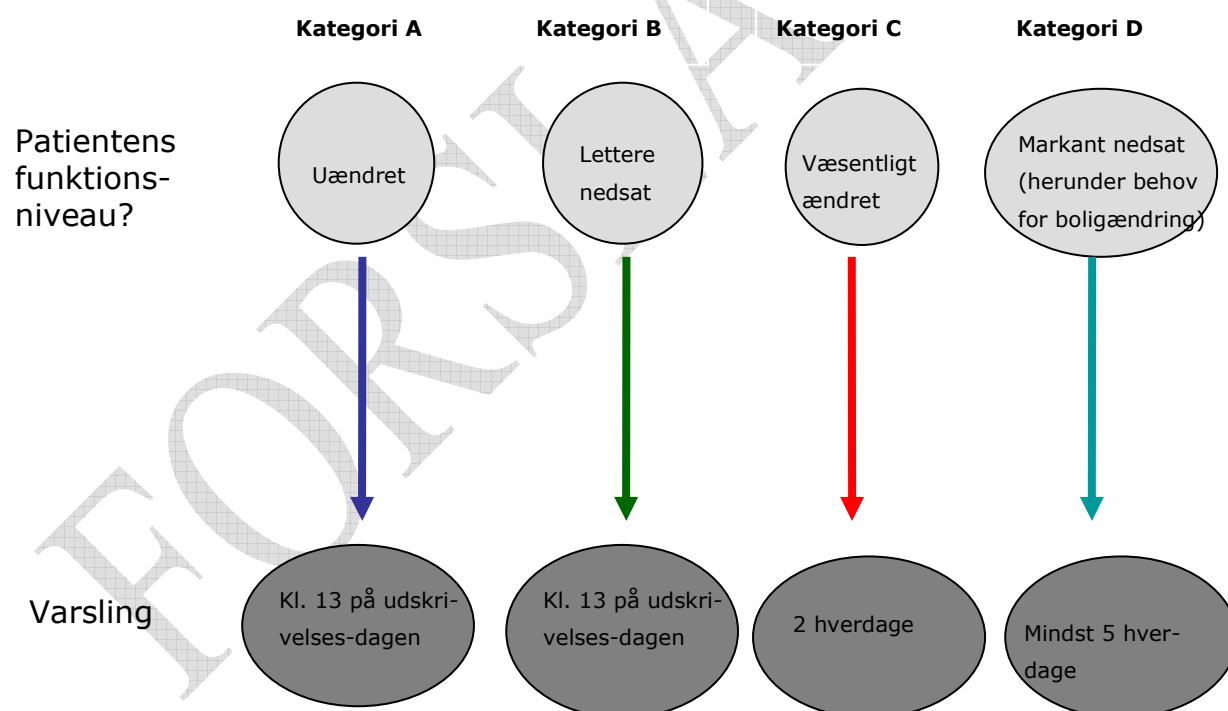 Kategori A Kategori B Kategori C Kategori D
Patientens
funktions-
niveau?
Uændret
Lettere
nedsat
Væsentligt
ændret
Markant nedsat
(herunder behov
for boligændring)
Varsling
Kl. 13 på udskri-
velses-dagen
Kl. 13 på udskri-
velses-dagen
2 hverdage
Mindst 5 hver-
dage